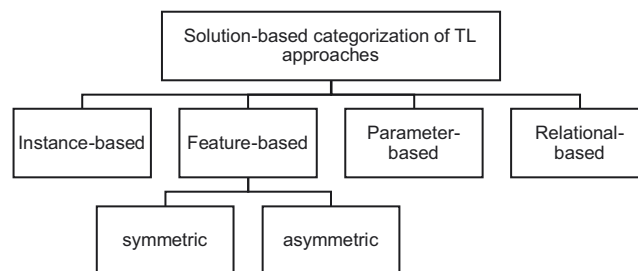 Solution-based categorization of TL
approaches
Instance-based
Feature-based
Parameter-
based
Relational-
based
symmetric
asymmetric